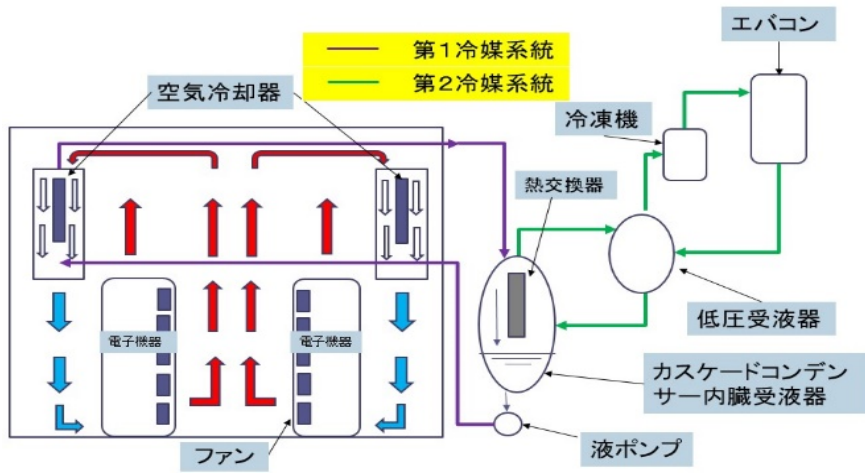 エバコン
第1冷媒系統
第2冷媒系統
空気冷却器
冷凍機
熱交換器
低圧受液器
電子機器
電子機器
カスケードコンデン
サー内臓受液器
液ポンプ
ファン